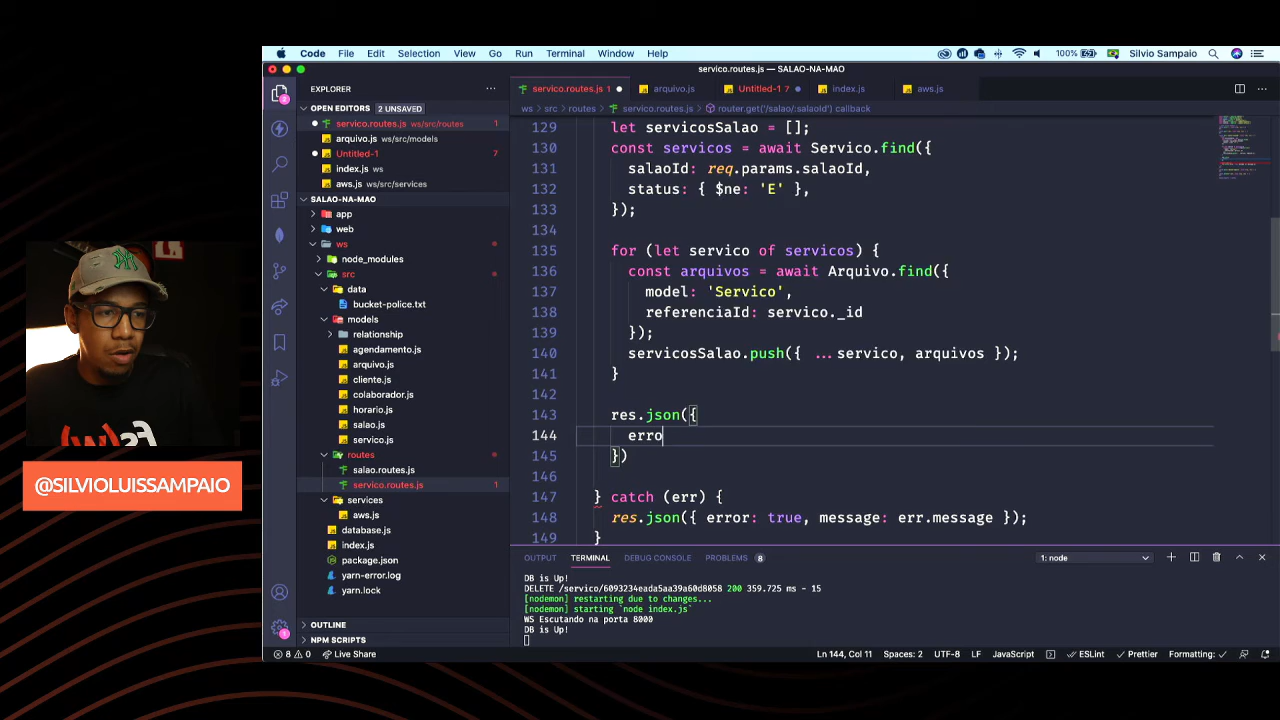 Code File Edit Selection View Go Run Terminal Window Help 100% Silvio Sampaio
servico.routes.js — SALAO-NA-MAO
EXPLORER
servico.routes.js 1 arquivo.js Untitled-1 7 index.js aws.js
OPEN EDITORS 2 UNSAVED
ws > src > routes > servico.routes.js > router.get('/salao/:salaoId') callback
servico.routes.js ws/src/routes 1
arquivo.js ws/src/models
Untitled-1 7
index.js ws
aws.js ws/src/services
SALAO-NA-MAO
app
web
ws
node_modules
src
data
bucket-police.txt
models
relationship
agendamento.js
arquivo.js
cliente.js
colaborador.js
horario.js
salao.js
servico.js
routes
salao.routes.js
servico.routes.js 1
services
aws.js
database.js
index.js
package.json
yarn-error.log
yarn.lock
OUTLINE
NPM SCRIPTS
129 let servicosSalao = [];
130 const servicos = await Servico.find({
131 salaoId: req.params.salaoId,
132 status: { $ne: 'E' },
133 });
134
135 for (let servico of servicos) {
136 const arquivos = await Arquivo.find({
137 model: 'Servico',
138 referenciaId: servico._id
139 });
140 servicosSalao.push({ ...servico, arquivos });
141 }
142
143 res.json({
144 erro
145 })
146
147 } catch (err) {
148 res.json({ error: true, message: err.message });
149 }
OUTPUT TERMINAL DEBUG CONSOLE PROBLEMS 8 1: node
DB is Up!
DELETE /servico/6093234eada5aa39a60d8058 200 359.725 ms - 15
[nodemon] restarting due to changes...
[nodemon] starting `node index.js`
WS Escutando na porta 8000
DB is Up!
8 0 Live Share Ln 144, Col 11 Spaces: 2 UTF-8 LF JavaScript ESLint Prettier Formating:
@SILVIOLUISSAMPAIO